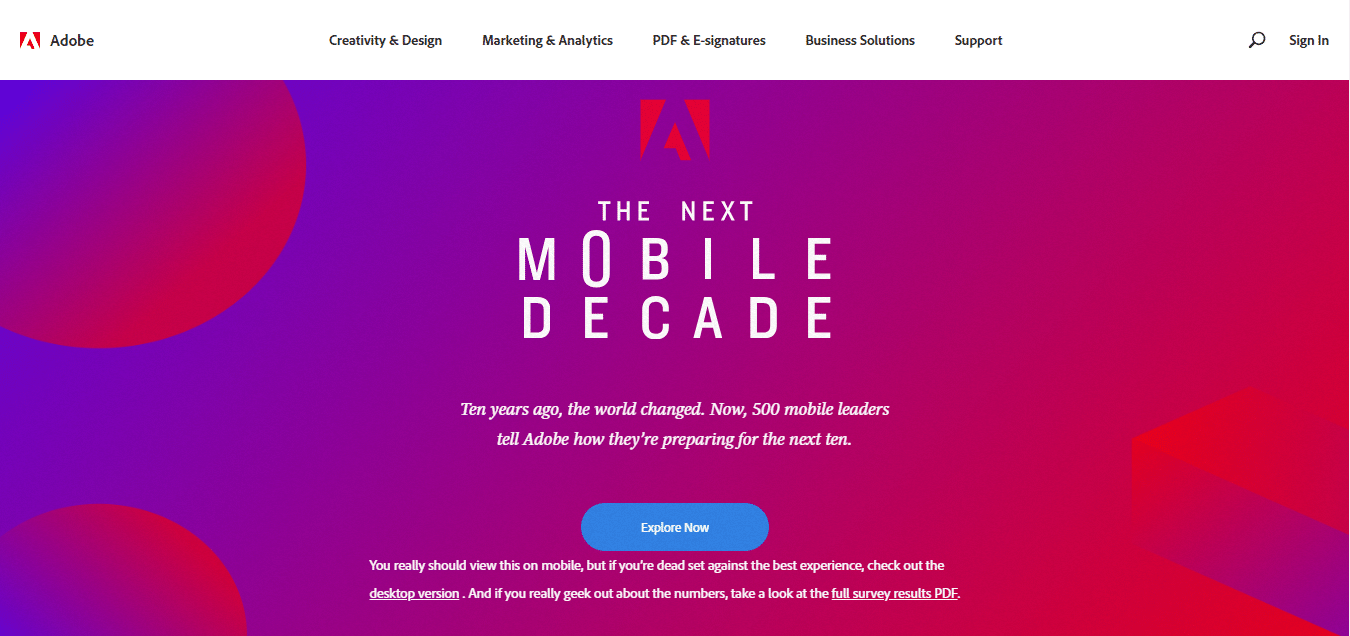 Adobe
Creativity & Design
Marketing & Analytics
PDF & E-signatures
Business Solutions
Support
Sign In
THE NEXT
MOBILE
DECADE
Ten years ago, the world changed. Now, 500 mobile leaders
tell Adobe how they're preparing for the next ten.
Explore Now
You really should view this on mobile, but if you're dead set against the best experience, check out the
desktop version . And if you really geek out about the numbers, take a look at the full survey results PDF.